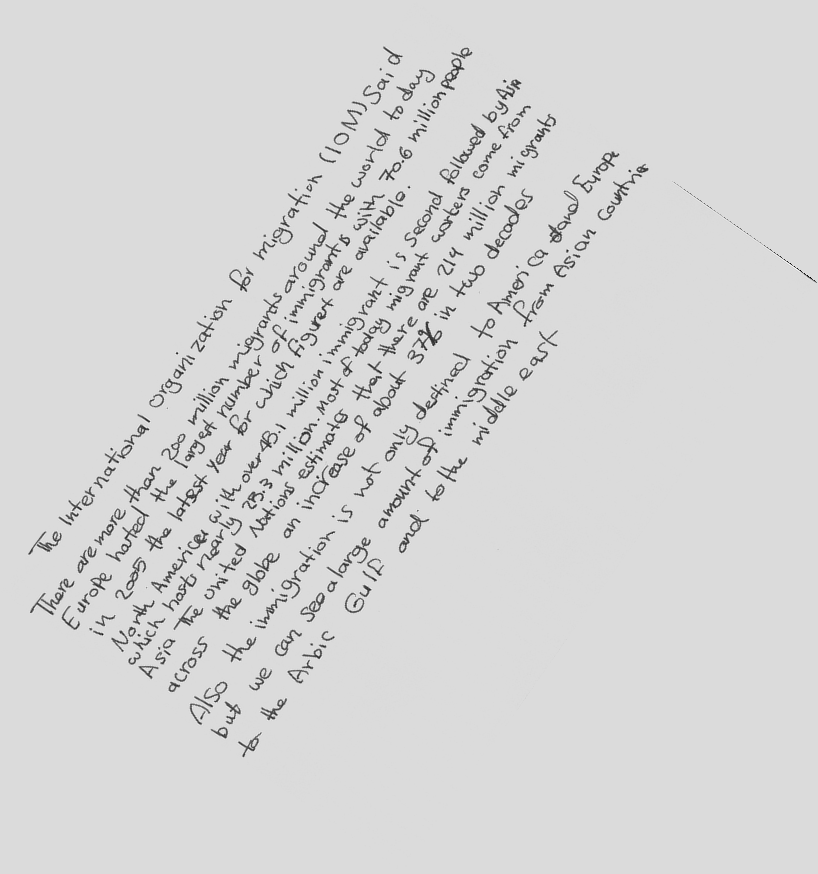 The International organization for migration (IOM) Said
There are more than 200 million migrants around the world to day
Europe hosted the largest number of immigrants with 70.6 million people
in 2005 the latest year for which figures are available.
North America with over 45.1 million immigrant is second followed by Asia
which hosts nearly 25.3 million. Most of today migrant workers come from
Asia The united Nations estimates that there are 214 million migrants
across the globe an increase of about 37% in two decades
Also the immigration is not only destined to America and Europe
but we can see a large amount of immigration from Asian Countries
to the Arbic Gulf and to the middle east